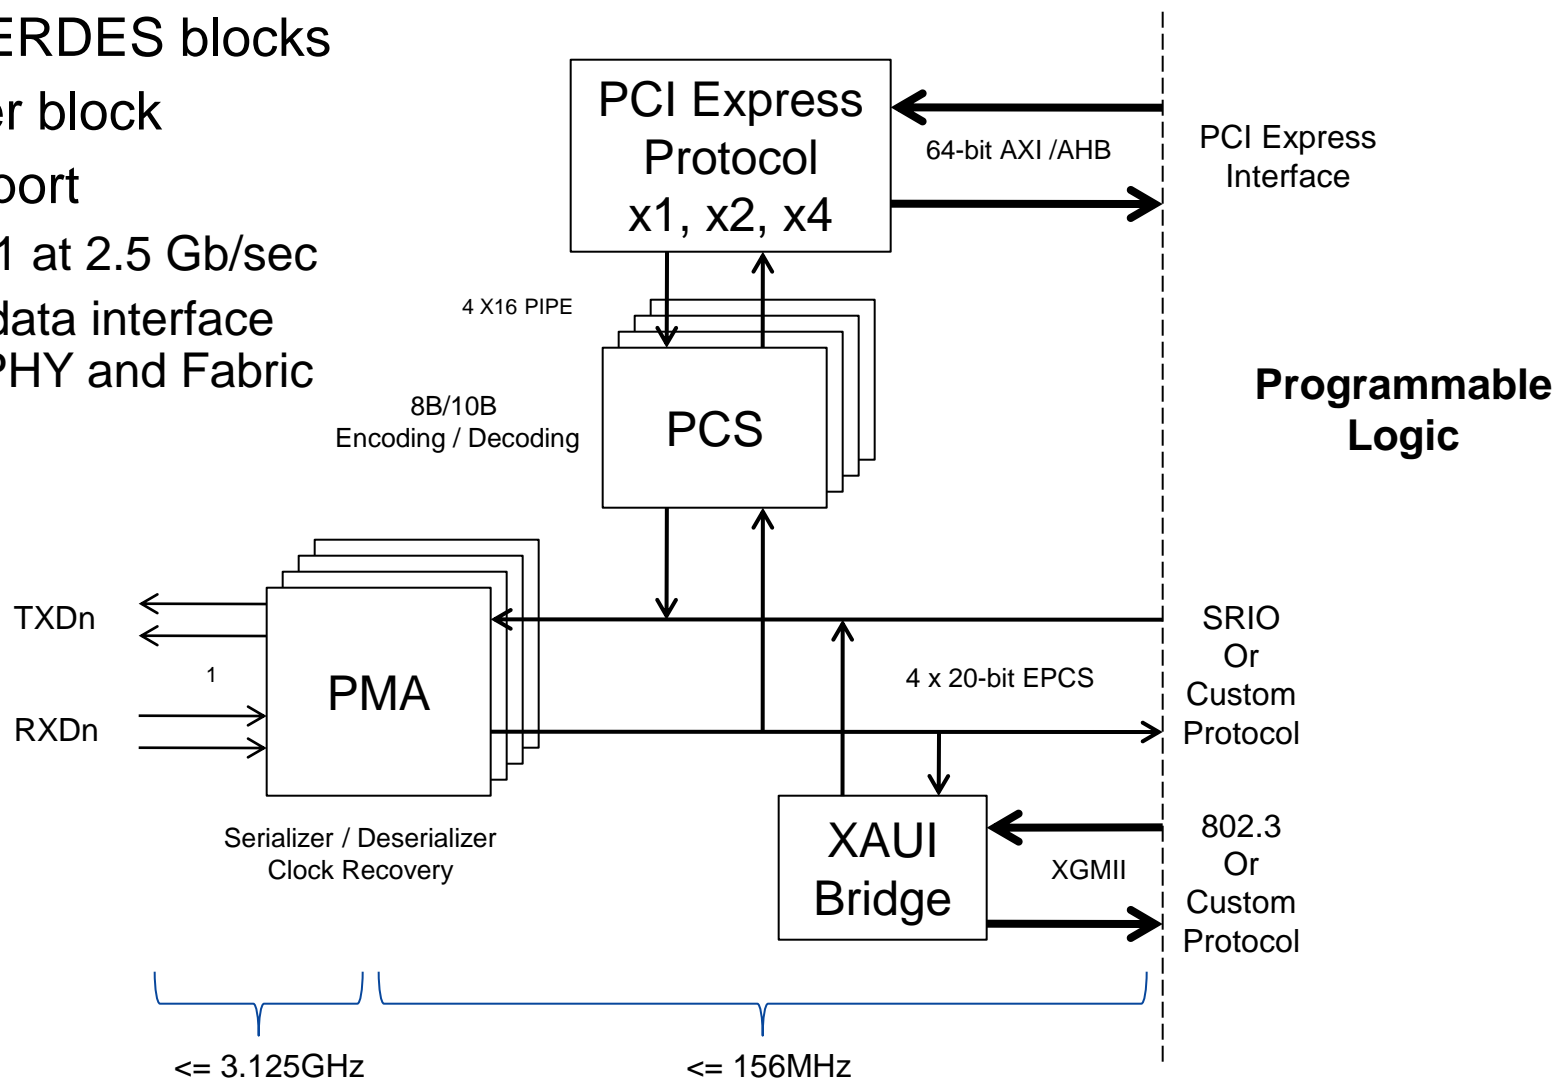 ERDES blocks
er block
port
1 at 2.5 Gb/sec
data interface
PHY and Fabric
PCI Express
Protocol
x1, x2, x4
64-bit AXI /AHB
PCI Express
Interface
4 X16 PIPE
8B/10B
Encoding / Decoding
PCS
Programmable
Logic
TXDn
1
RXDn
PMA
Serializer / Deserializer
Clock Recovery
4 x 20-bit EPCS
SRIO
Or
Custom
Protocol
XAUI
Bridge
XGMII
802.3
Or
Custom
Protocol
<= 3.125GHz
<= 156MHz